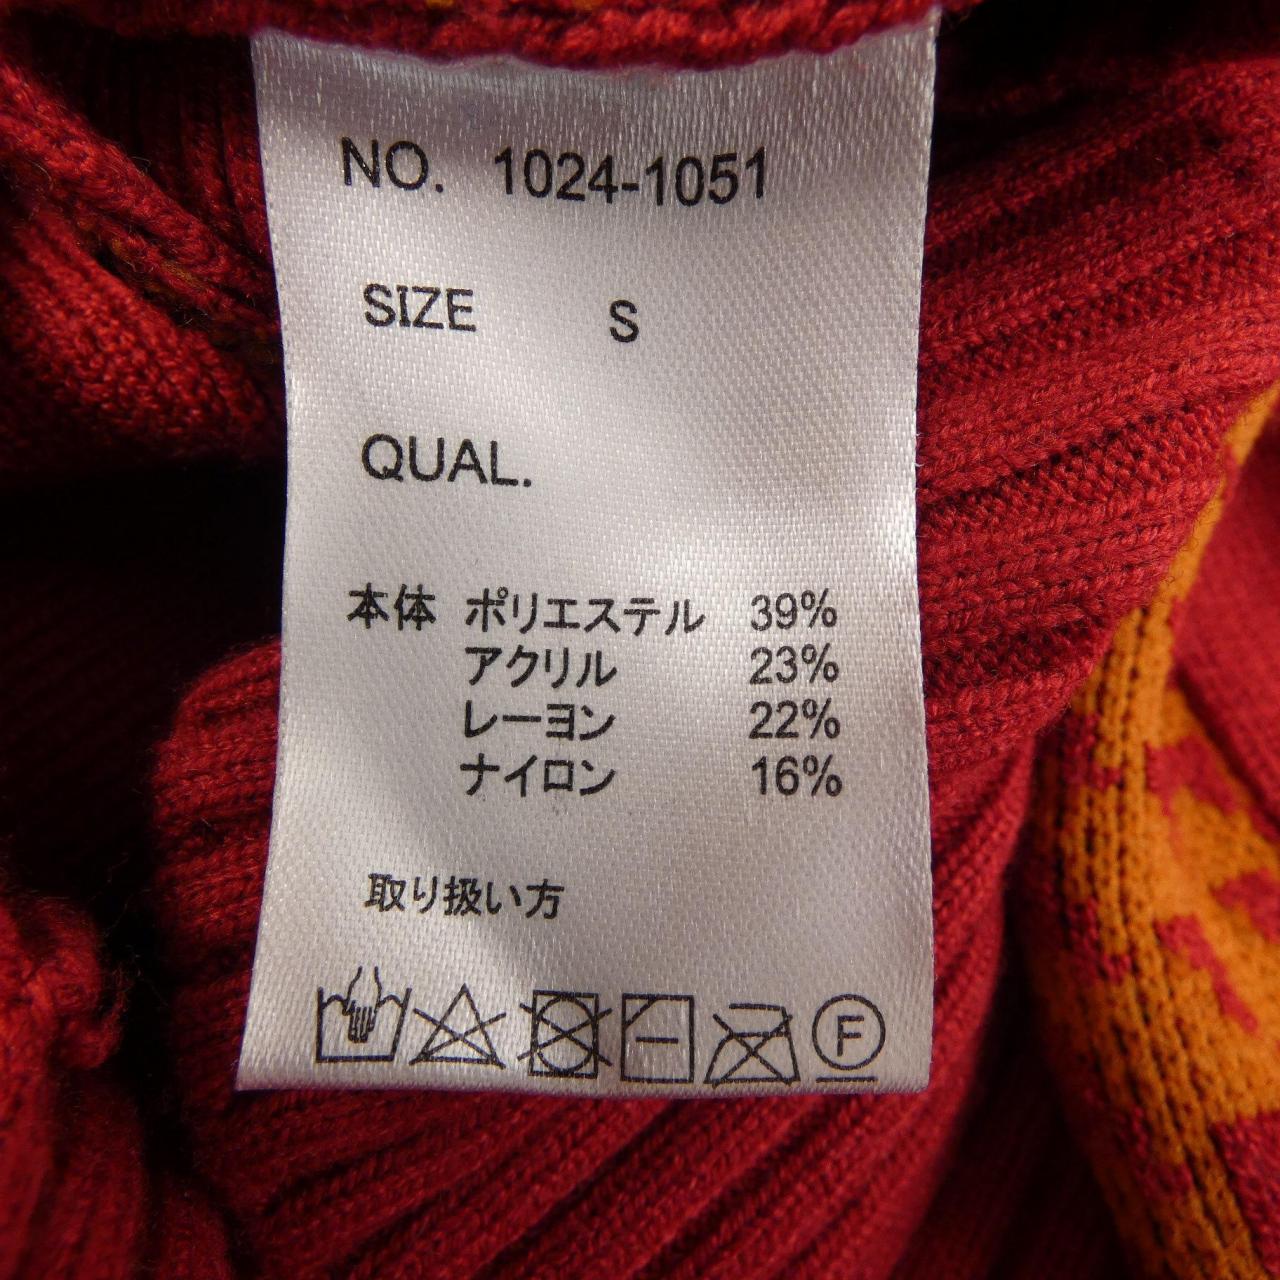 NO. 1024-1051
SIZE S
QUAL.
本体 ポリエステル 39%
アクリル 23%
レーヨン 22%
ナイロン 16%
取り扱い方
F